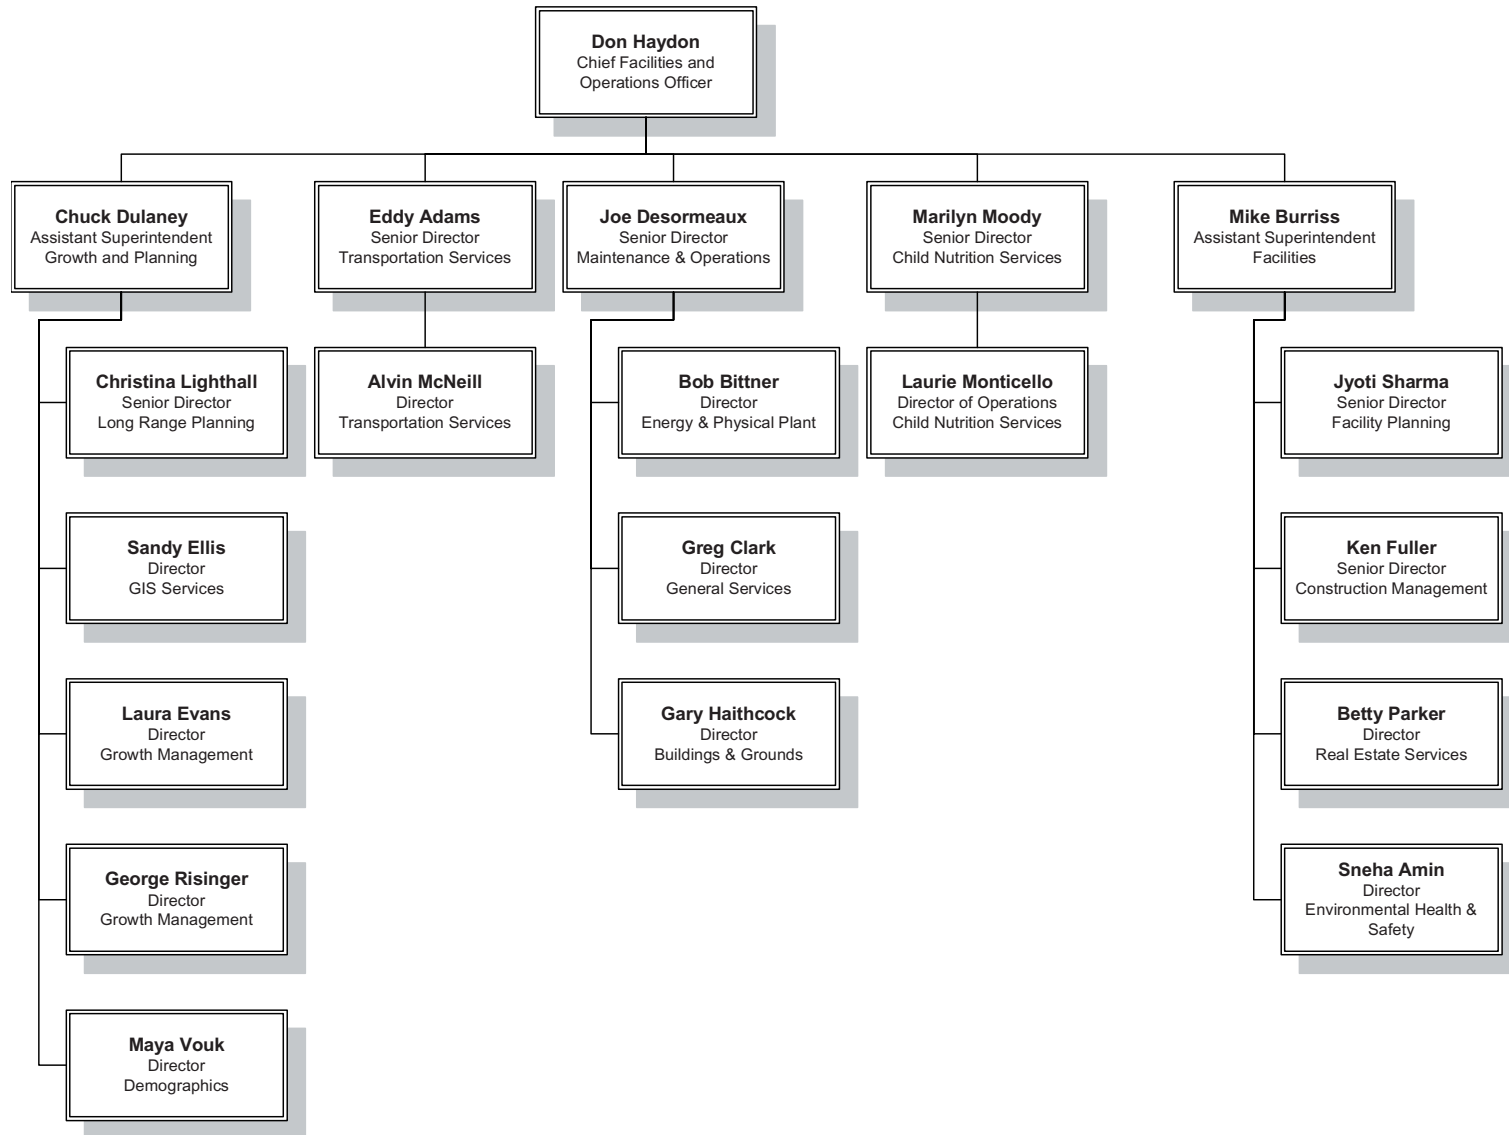 Don Haydon
Chief Facilities and
Operations Officer
Chuck Dulaney
Assistant Superintendent
Growth and Planning
Eddy Adams
Senior Director
Transportation Services
Joe Desormeaux
Senior Director
Maintenance & Operations
Marilyn Moody
Senior Director
Child Nutrition Services
Mike Burriss
Assistant Superintendent
Facilities
Christina Lighthall
Senior Director
Long Range Planning
Alvin McNeill
Director
Transportation Services
Bob Bittner
Director
Energy & Physical Plant
Laurie Monticello
Director of Operations
Child Nutrition Services
Jyoti Sharma
Senior Director
Facility Planning
Sandy Ellis
Director
GIS Services
Greg Clark
Director
General Services
Ken Fuller
Senior Director
Construction Management
Laura Evans
Director
Growth Management
Gary Haithcock
Director
Buildings & Grounds
Betty Parker
Director
Real Estate Services
George Risinger
Director
Growth Management
Sneha Amin
Director
Environmental Health &
Safety
Maya Vouk
Director
Demographics